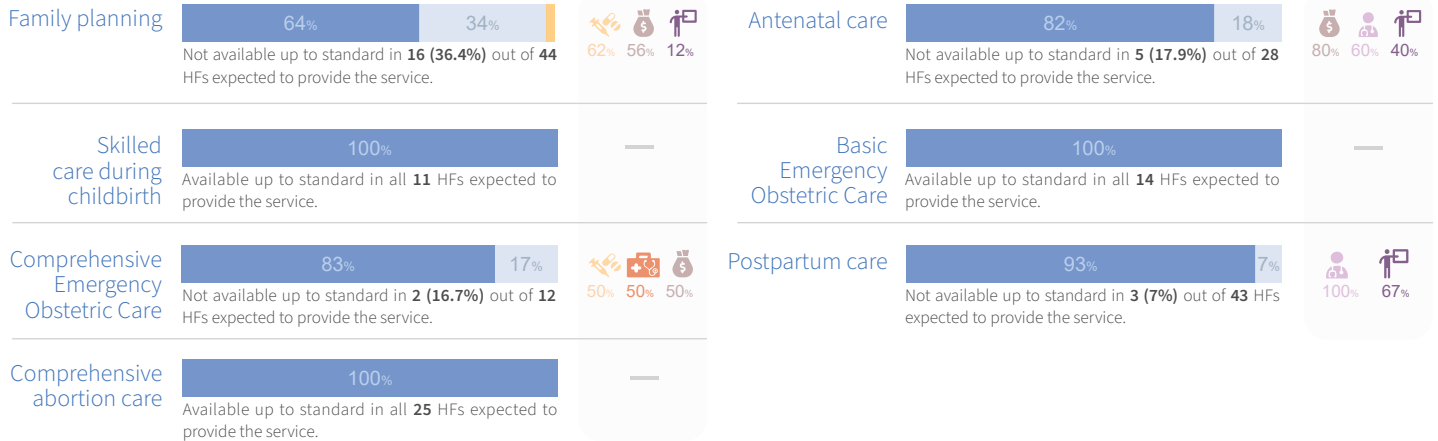 Family planning
64%
34%
62%
56%
12%
Not available up to standard in 16 (36.4%) out of 44
HFs expected to provide the service.
Antenatal care
82%
18%
80%
60%
40%
Not available up to standard in 5 (17.9%) out of 28
HFs expected to provide the service.
Skilled
care during
childbirth
100%
Available up to standard in all 11 HFs expected to
provide the service.
Basic
Emergency
Obstetric Care
100%
Available up to standard in all 14 HFs expected to
provide the service.
Comprehensive
Emergency
Obstetric Care
83%
17%
50%
50%
50%
Not available up to standard in 2 (16.7%) out of 12
HFs expected to provide the service.
Postpartum care
93%
7%
100%
67%
Not available up to standard in 3 (7%) out of 43 HFs
expected to provide the service.
Comprehensive
abortion care
100%
Available up to standard in all 25 HFs expected to
provide the service.